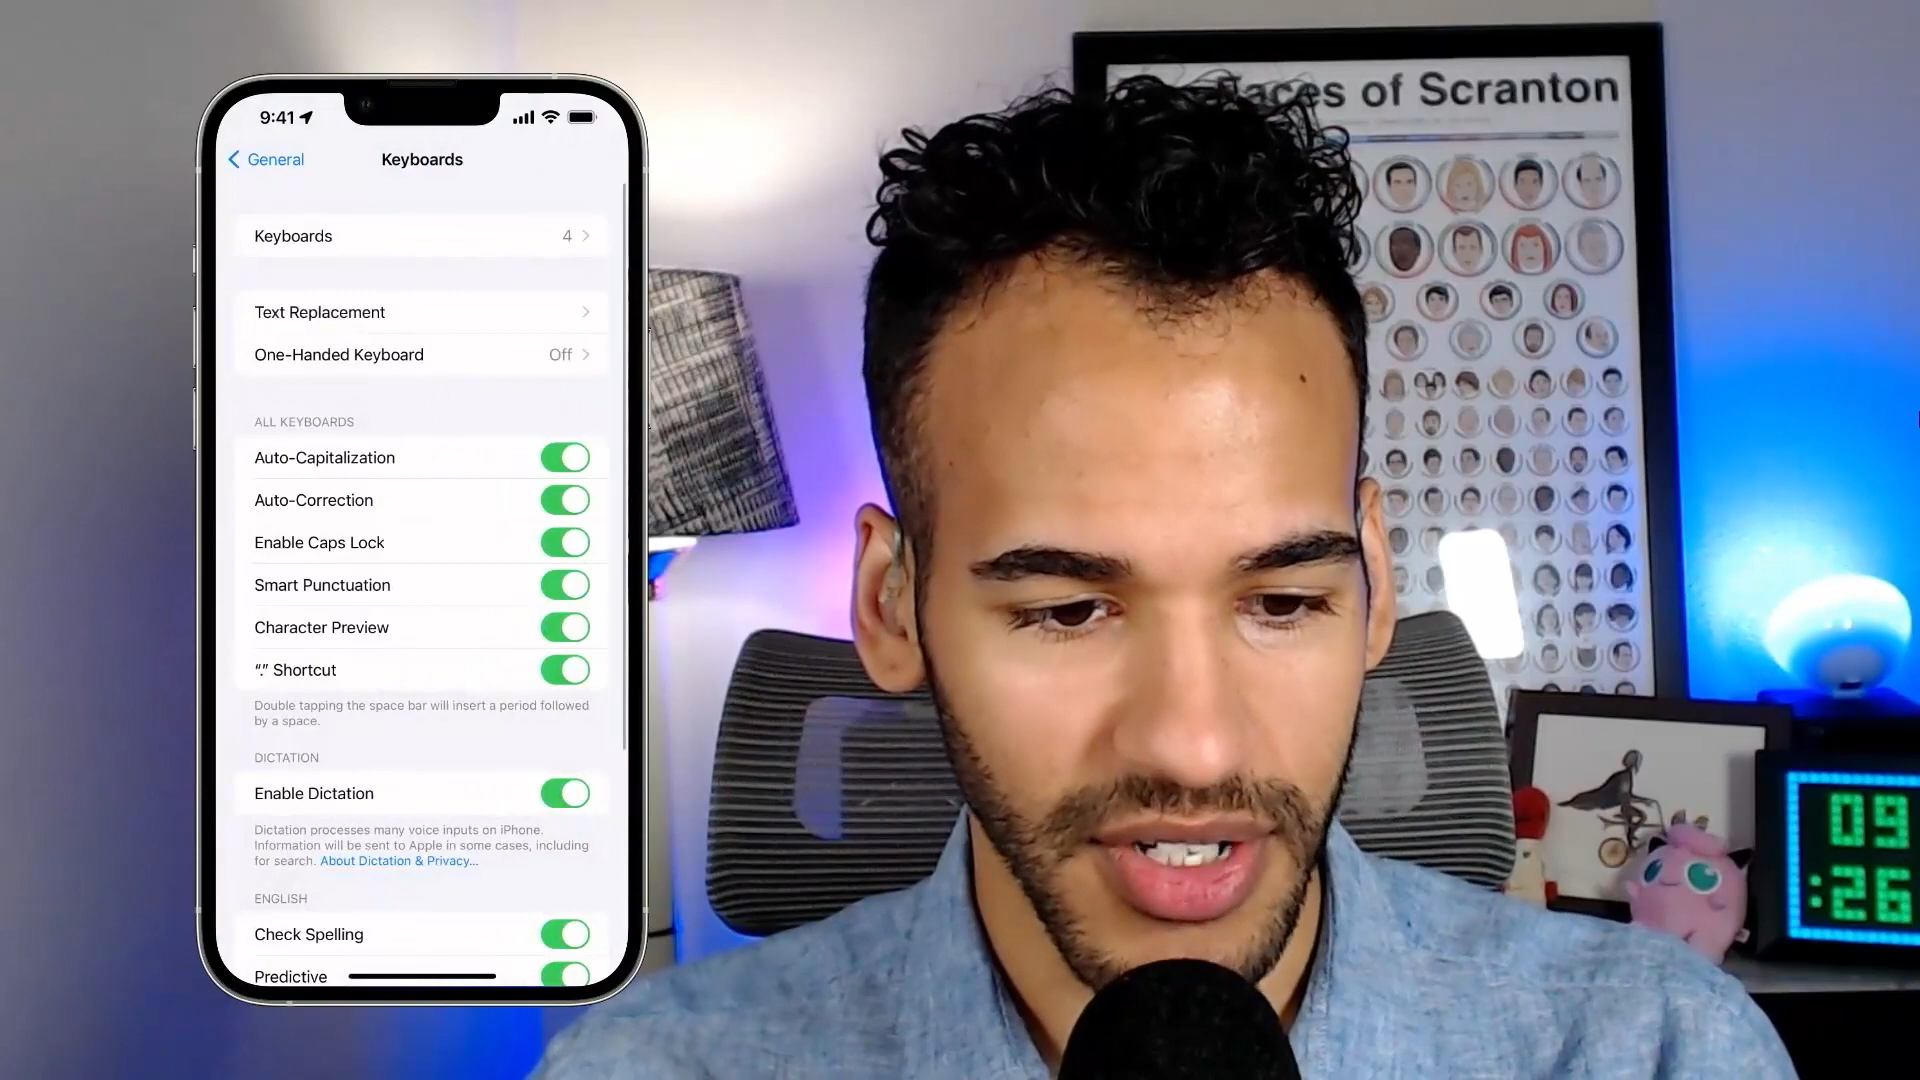 9:41
General
Keyboards
Keyboards 4
Text Replacement
One-Handed Keyboard Off
ALL KEYBOARDS
Auto-Capitalization
Auto-Correction
Enable Caps Lock
Smart Punctuation
Character Preview
“.” Shortcut
Double tapping the space bar will insert a period followed
by a space.
DICTATION
Enable Dictation
Dictation processes many voice inputs on iPhone.
Information will be sent to Apple in some cases, including
for search. About Dictation & Privacy...
ENGLISH
Check Spelling
Predictive
Faces of Scranton
09
:26